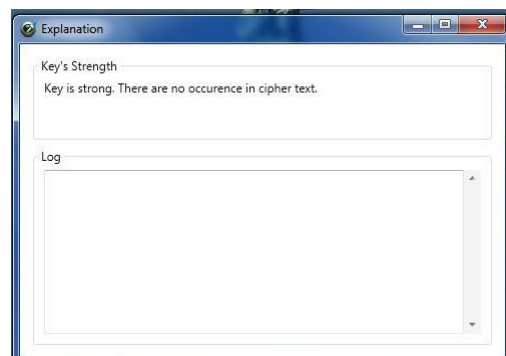 Explanation
Key's Strength
Key is strong. There are no occurence in cipher text.
Log